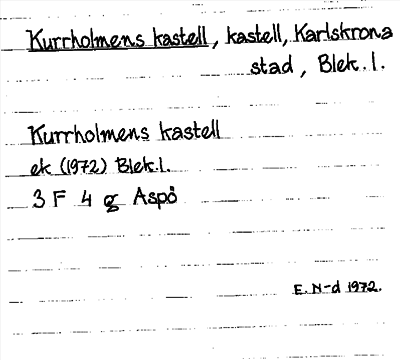 Kurrholmens kastell, kastell, Karlskrona
stad, Blek. l.
Kurrholmens kastell
ek (1972) Blek. l.
3 F 4 g Aspö
E. N-d 1972.